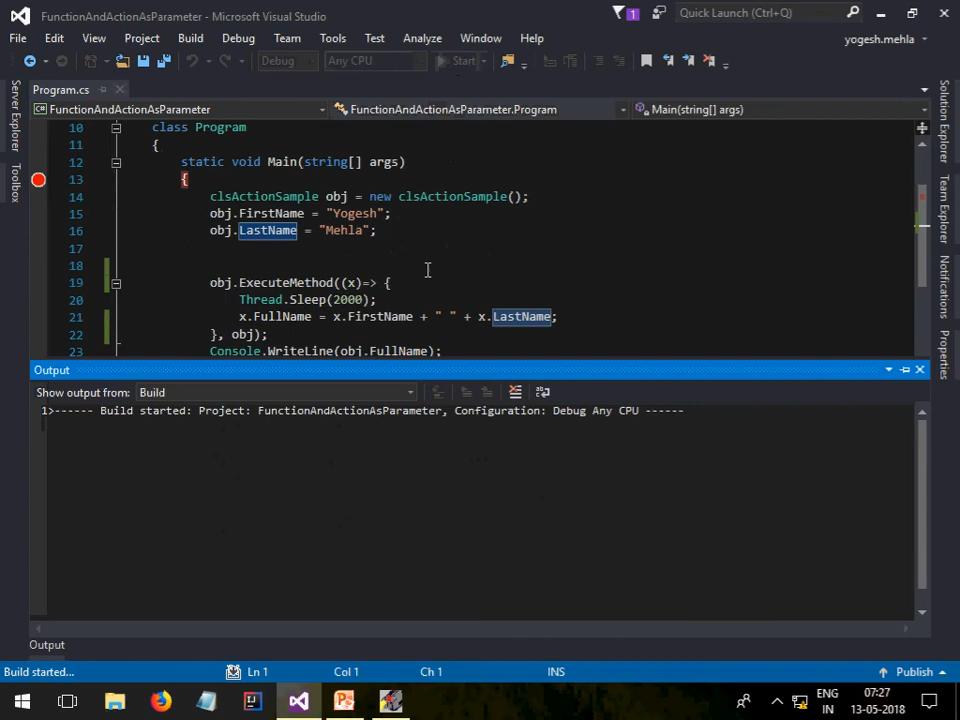 FunctionAndActionAsParameter - Microsoft Visual Studio
1
Quick Launch (Ctrl+Q)
File Edit View Project Build Debug Team Tools Test Analyze Window Help
yogesh.mehla
Debug Any CPU Start
Program.cs
FunctionAndActionAsParameter FunctionAndActionAsParameter.Program Main(string[] args)
Server Explorer
Toolbox
Solution Explorer
Team Explorer
Properties
10 class Program
11 {
12 static void Main(string[] args)
13 {
14 clsActionSample obj = new clsActionSample();
15 obj.FirstName = "Yogesh";
16 obj.LastName = "Mehla";
17
18
19 obj.ExecuteMethod((x)=> {
20 Thread.Sleep(2000);
21 x.FullName = x.FirstName + " " + x.LastName;
22 }, obj);
23 Console.WriteLine(obj.FullName);
Output
Show output from: Build
1>------ Build started: Project: FunctionAndActionAsParameter, Configuration: Debug Any CPU ------
Output
Build started... Ln 1 Col 1 Ch 1 INS Publish
ENG 07:27
IN 13-05-2018